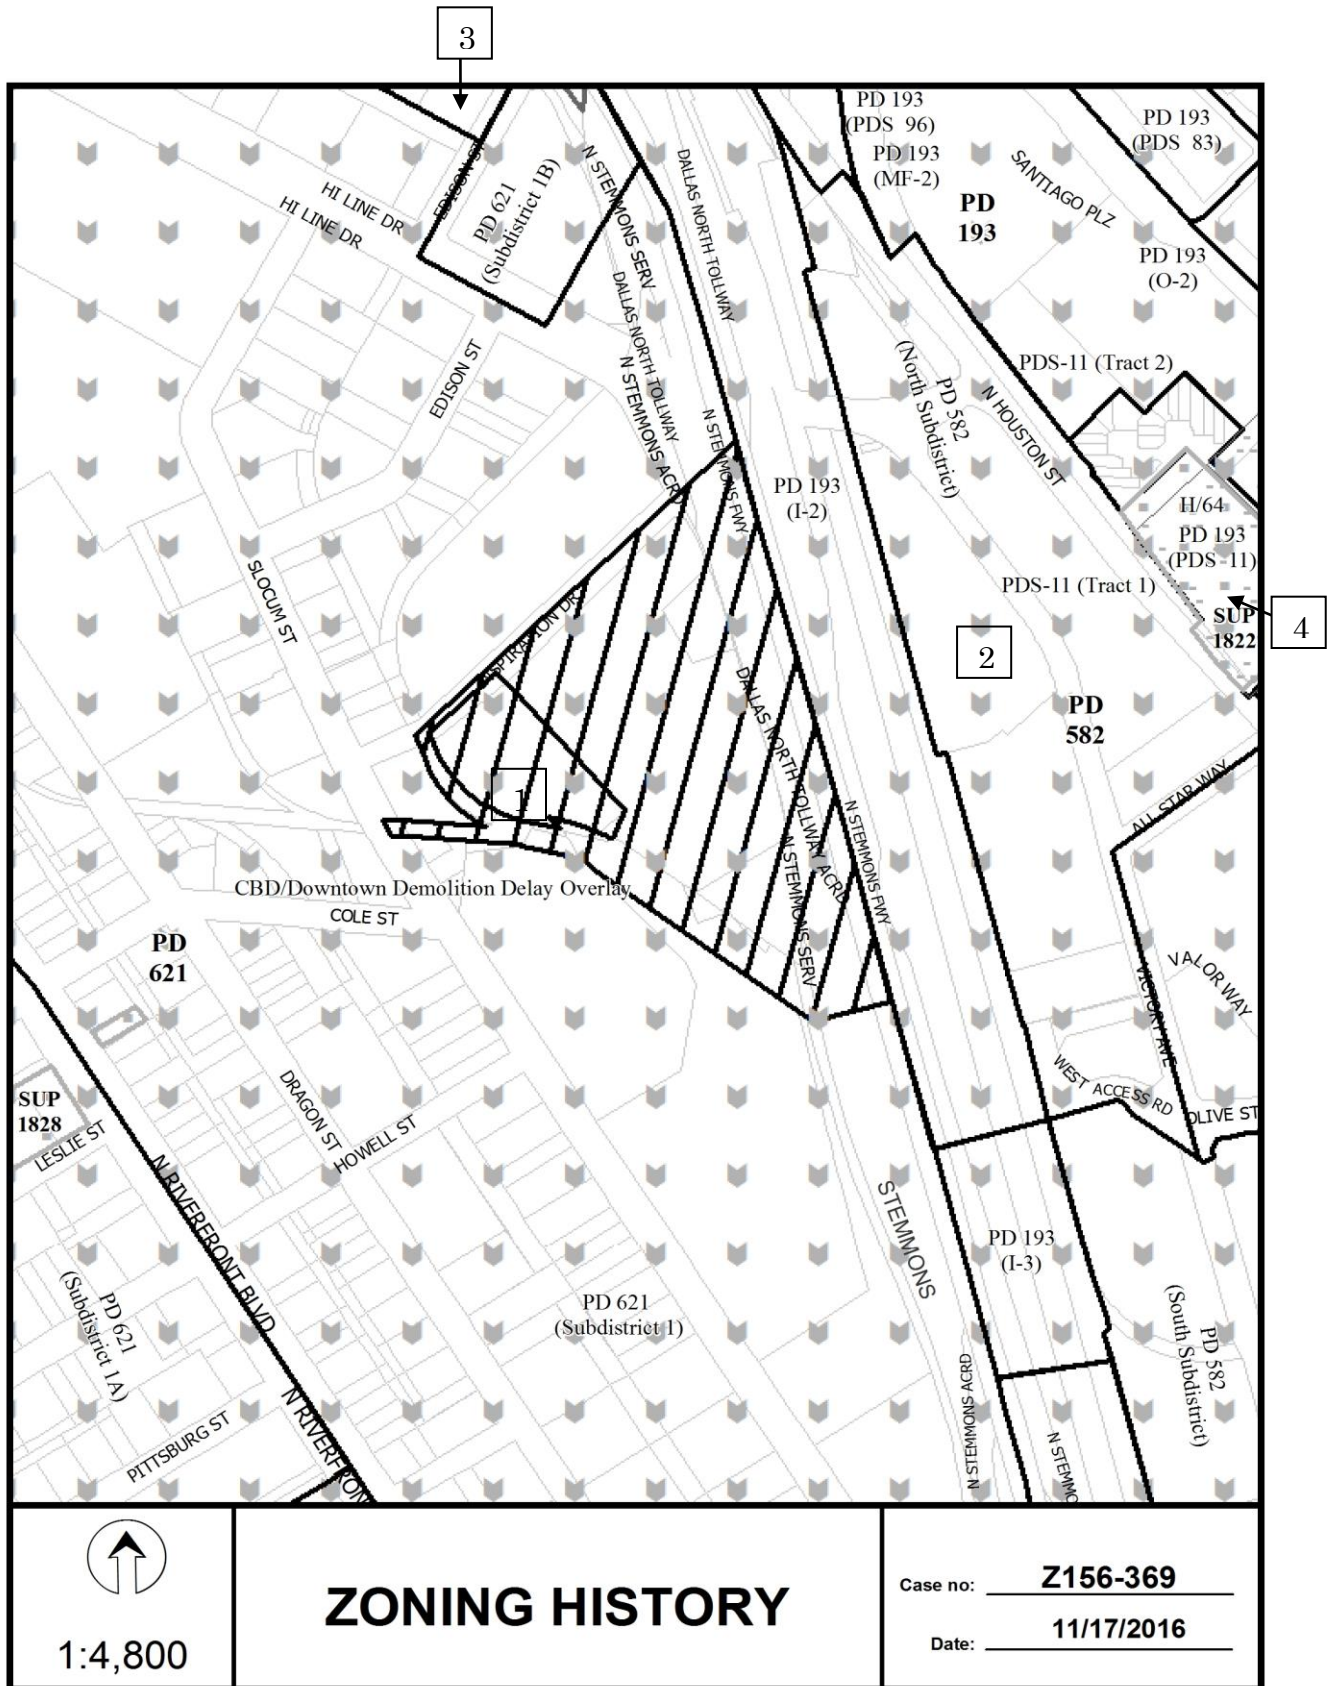 3
PD 193
(PDS 96)
PD 193
(MF-2)
PD 193
(PDS 83)
SANTIAGO PLZ
PD
193
PD 193
(O-2)
HI LINE DR
HI LINE DR
EDISON ST
PD 621
(Subdistrict 1B)
N STEMMONS SERV
DALLAS NORTH TOLLWAY
DALLAS NORTH TOLLWAY
N STEMMONS ACRD
N STEMMONS FWY
EDISON ST
PDS-11 (Tract 2)
PD 582
(North Subdistrict)
N HOUSTON ST
PD 193
(I-2)
H/64
PD 193
(PDS -11)
PDS-11 (Tract 1)
SUP
1822
4
2
SLOCUM ST
INSPIRATION DR
PD
582
DALLAS NORTH TOLLWAY ACRD
N STEMMONS FWY
N STEMMONS SERV
1
ALL STAR WAY
CBD/Downtown Demolition Delay Overlay
COLE ST
PD
621
VALOR WAY
VICTORY AVE
WEST ACCESS RD
OLIVE ST
SUP
1828
LESLIE ST
DRAGON ST
HOWELL ST
N RIVERFRONT BLVD
STEMMONS
PD 193
(I-3)
PD 621
(Subdistrict 1A)
PD 621
(Subdistrict 1)
PD 582
(South Subdistrict)
N STEMMONS ACRD
N STEMMO
PITTSBURG ST
N RIVERFRON
1:4,800
ZONING HISTORY
Case no: Z156-369
Date: 11/17/2016